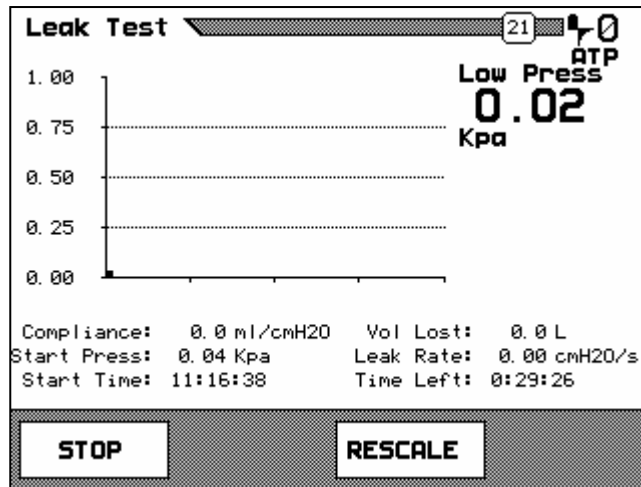 Leak Test 21 0
ATP
Low Press
0.02
Kpa
1.00
0.75
0.50
0.25
0.00
Compliance: 0.0 ml/cmH2O Vol Lost: 0.0 L
Start Press: 0.04 Kpa Leak Rate: 0.00 cmH2O/s
Start Time: 11:16:38 Time Left: 0:29:26
STOP RESCALE